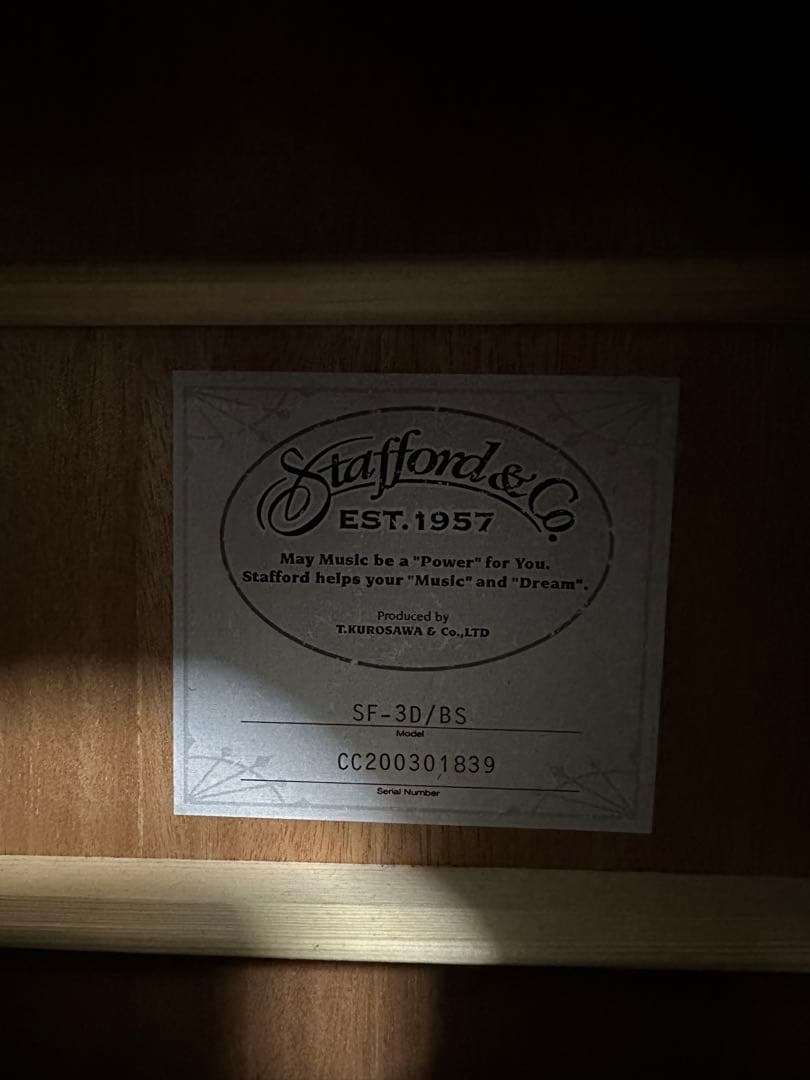 Stafford & Co.
EST. 1957
May Music be a "Power" for You.
Stafford helps your "Music" and "Dream".
Produced by
T.KUROSAWA & Co.,LTD
SF-3D/BS
Model
CC200301839
Serial Number